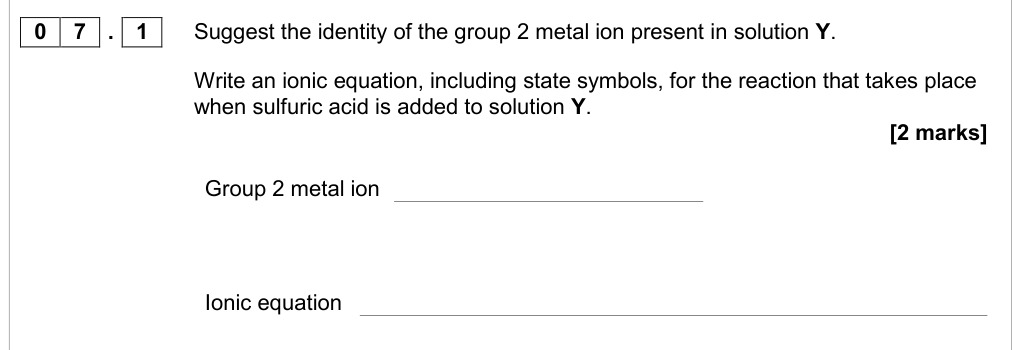 0 7 . 1 Suggest the identity of the group 2 metal ion present in solution Y.
Write an ionic equation, including state symbols, for the reaction that takes place
when sulfuric acid is added to solution Y.
[2 marks]
Group 2 metal ion
Ionic equation